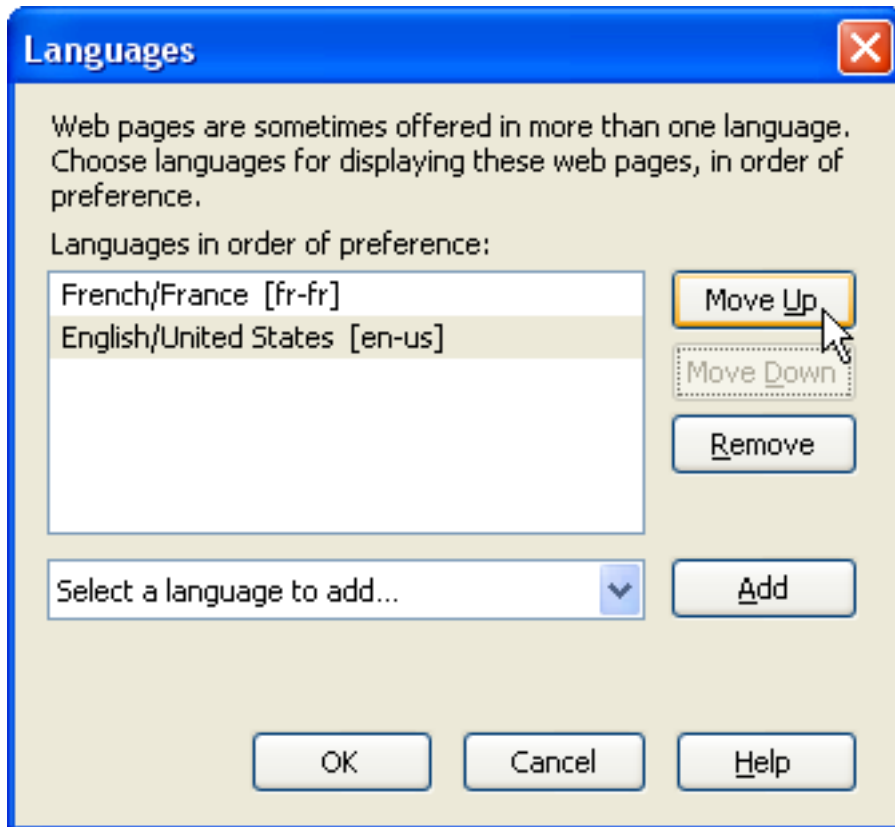 Languages
Web pages are sometimes offered in more than one language.
Choose languages for displaying these web pages, in order of
preference.
Languages in order of preference:
French/France [fr-fr]
English/United States [en-us]
Move Up
Move Down
Remove
Select a language to add...
Add
OK
Cancel
Help